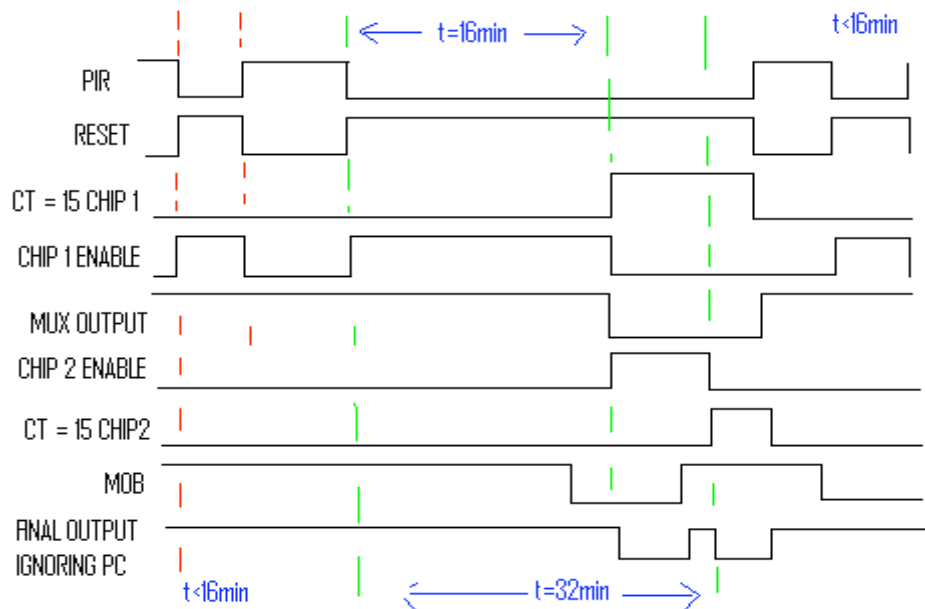 t=16min
t<16min
PIR
RESET
CT = 15 CHIP 1
CHIP 1 ENABLE
MUX OUTPUT
CHIP 2 ENABLE
CT = 15 CHIP2
MOB
FINAL OUTPUT
IGNORING PC
t<16min
t=32min